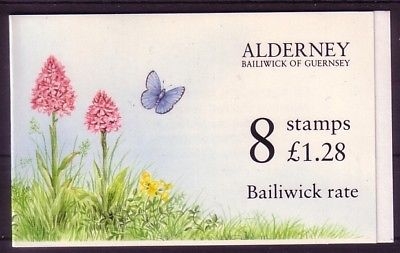 ALDERNEY
BAILIWICK OF GUERNSEY
8 stamps
£1.28
Bailiwick rate